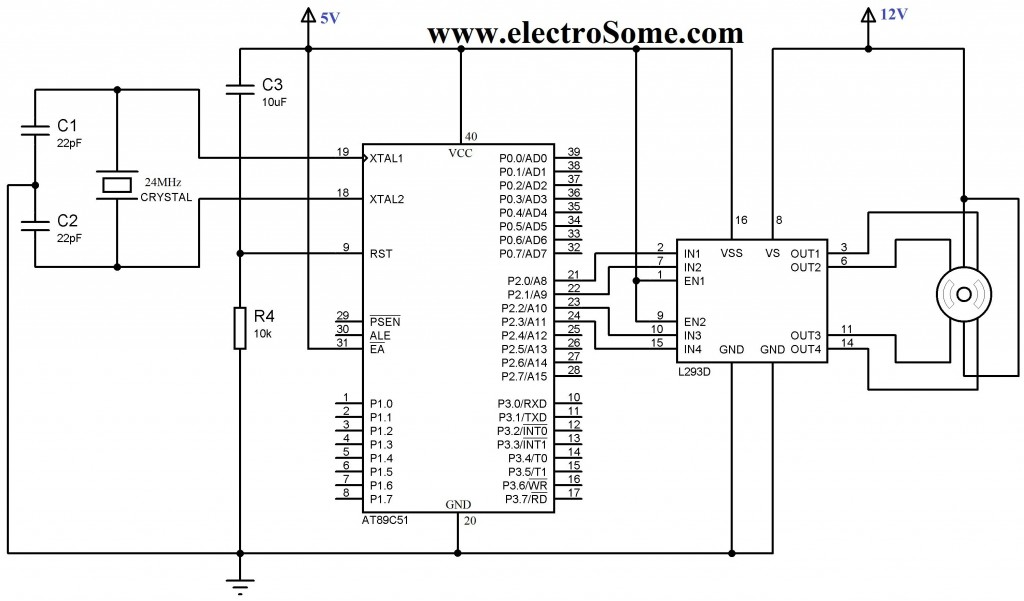 5V
12V
www.electroSome.com
C3
10uF
C1
22pF
24MHz
CRYSTAL
C2
22pF
R4
10k
40
VCC
19 XTAL1
18 XTAL2
9 RST
29 PSEN
30 ALE
31 EA
1 P1.0
2 P1.1
3 P1.2
4 P1.3
5 P1.4
6 P1.5
7 P1.6
8 P1.7
P0.0/AD0 39
P0.1/AD1 38
P0.2/AD2 37
P0.3/AD3 36
P0.4/AD4 35
P0.5/AD5 34
P0.6/AD6 33
P0.7/AD7 32
P2.0/A8 21
P2.1/A9 22
P2.2/A10 23
P2.3/A11 24
P2.4/A12 25
P2.5/A13 26
P2.6/A14 27
P2.7/A15 28
P3.0/RXD 10
P3.1/TXD 11
P3.2/INT0 12
P3.3/INT1 13
P3.4/T0 14
P3.5/T1 15
P3.6/WR 16
P3.7/RD 17
GND
20
AT89C51
16 8
VSS VS
2 IN1
7 IN2
1 EN1
9 EN2
10 IN3
15 IN4
OUT1 3
OUT2 6
OUT3 11
OUT4 14
GND GND
L293D